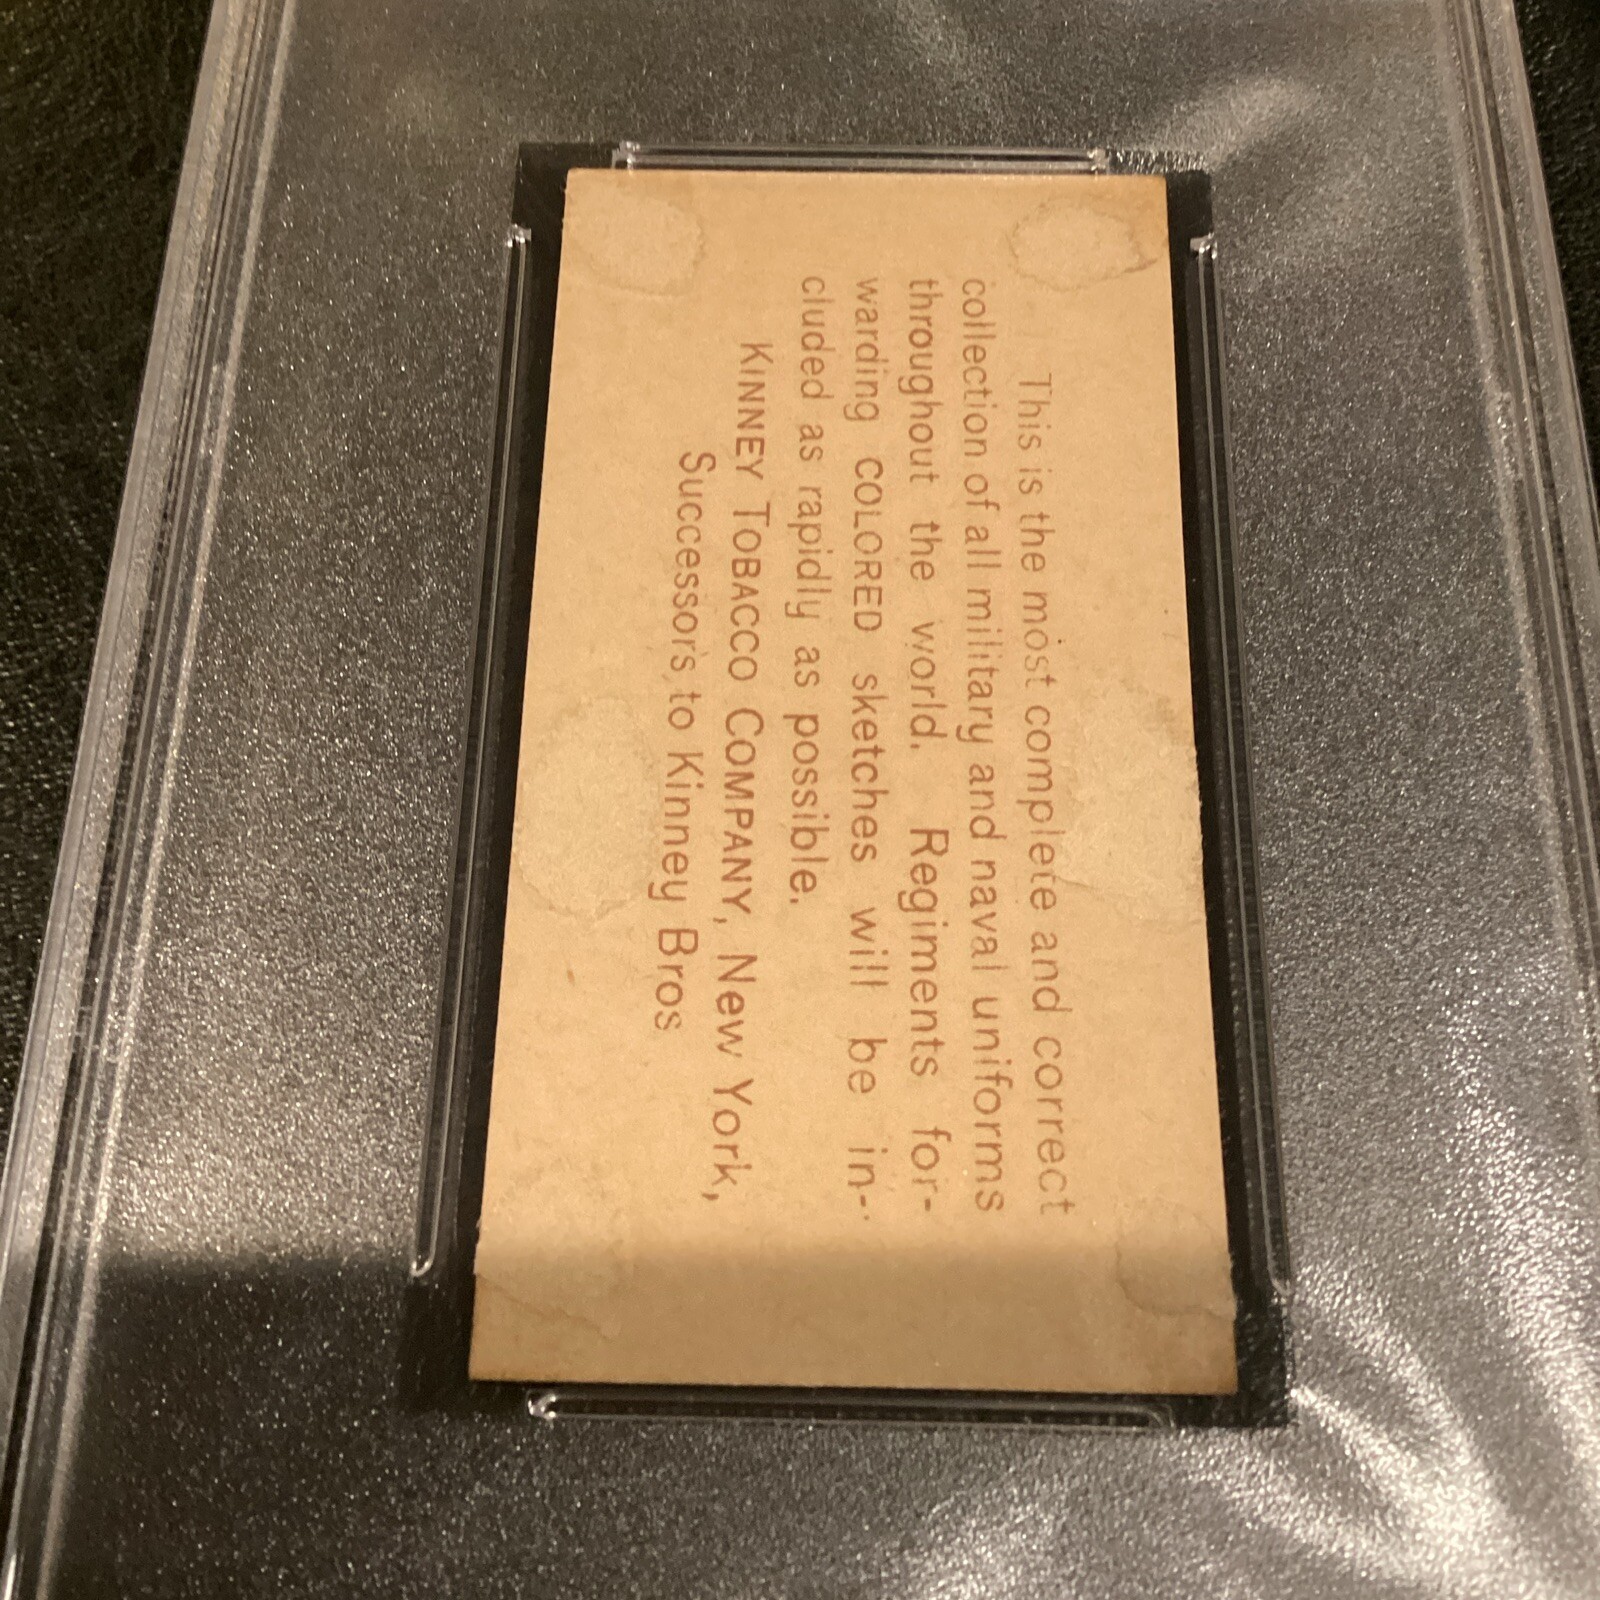 This is the most complete and correct
collection of all military and naval uniforms
throughout the world. Regiments for-
warding COLORED sketches will be in-
cluded as rapidly as possible.
KINNEY TOBACCO COMPANY, New York,
Successors to Kinney Bros